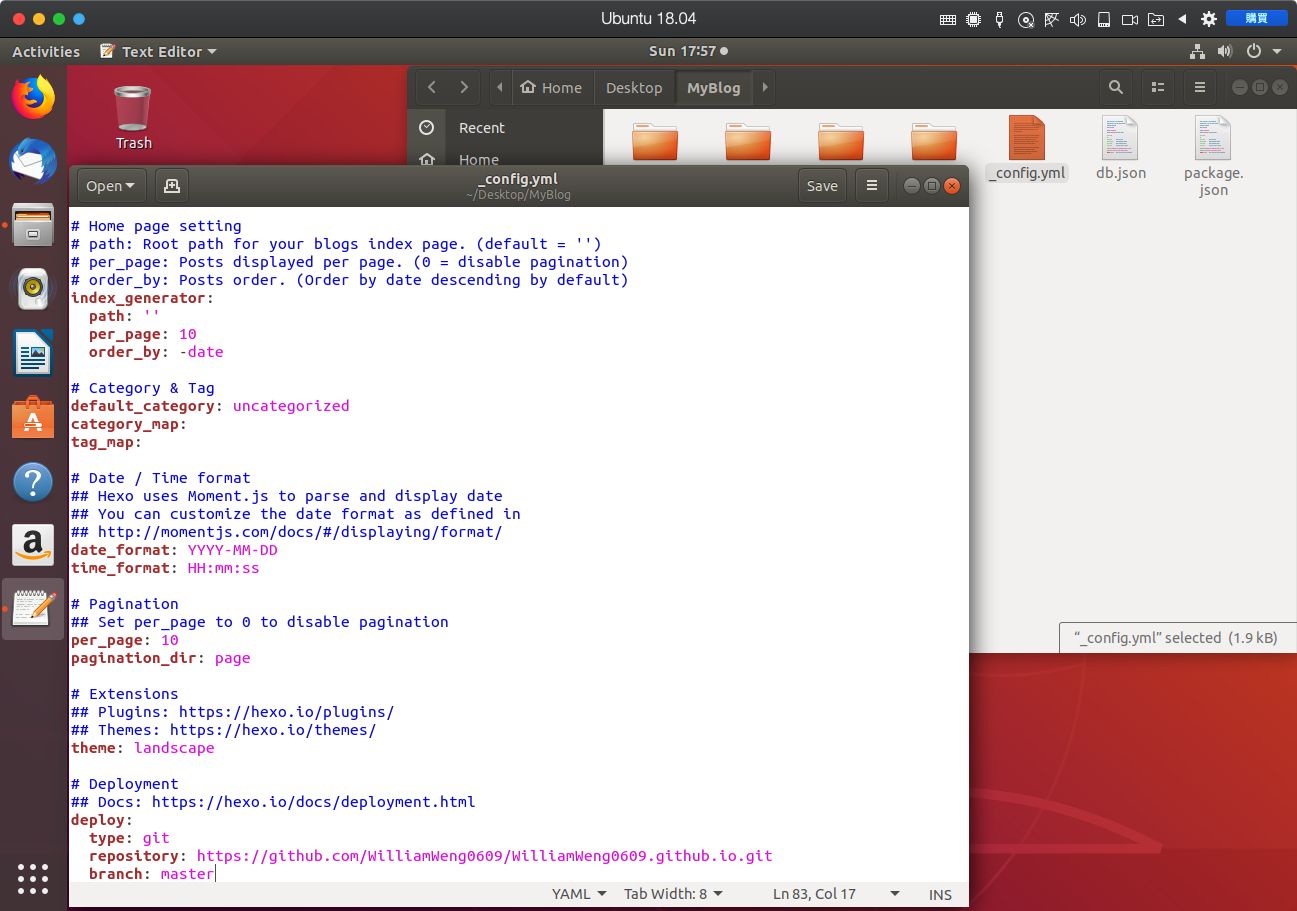 Ubuntu 18.04
購買
Activities
Text Editor
Sun 17:57
Home
Desktop
MyBlog
Trash
Recent
Home
_config.yml
db.json
package.
json
Open
_config.yml
~/Desktop/MyBlog
Save
# Home page setting
# path: Root path for your blogs index page. (default = '')
# per_page: Posts displayed per page. (0 = disable pagination)
# order_by: Posts order. (Order by date descending by default)
index_generator:
  path: ''
  per_page: 10
  order_by: -date
# Category & Tag
default_category: uncategorized
category_map:
tag_map:
# Date / Time format
## Hexo uses Moment.js to parse and display date
## You can customize the date format as defined in
## http://momentjs.com/docs/#/displaying/format/
date_format: YYYY-MM-DD
time_format: HH:mm:ss
# Pagination
## Set per_page to 0 to disable pagination
per_page: 10
pagination_dir: page
# Extensions
## Plugins: https://hexo.io/plugins/
## Themes: https://hexo.io/themes/
theme: landscape
# Deployment
## Docs: https://hexo.io/docs/deployment.html
deploy:
  type: git
  repository: https://github.com/WilliamWeng0609/WilliamWeng0609.github.io.git
  branch: master
“_config.yml” selected (1.9 kB)
YAML
Tab Width: 8
Ln 83, Col 17
INS